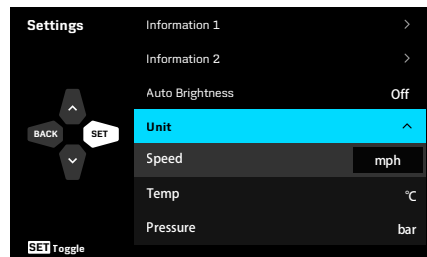 Settings
Information 1
Information 2
Auto Brightness Off
BACK SET
Unit
Speed mph
Temp °C
Pressure bar
SET Toggle